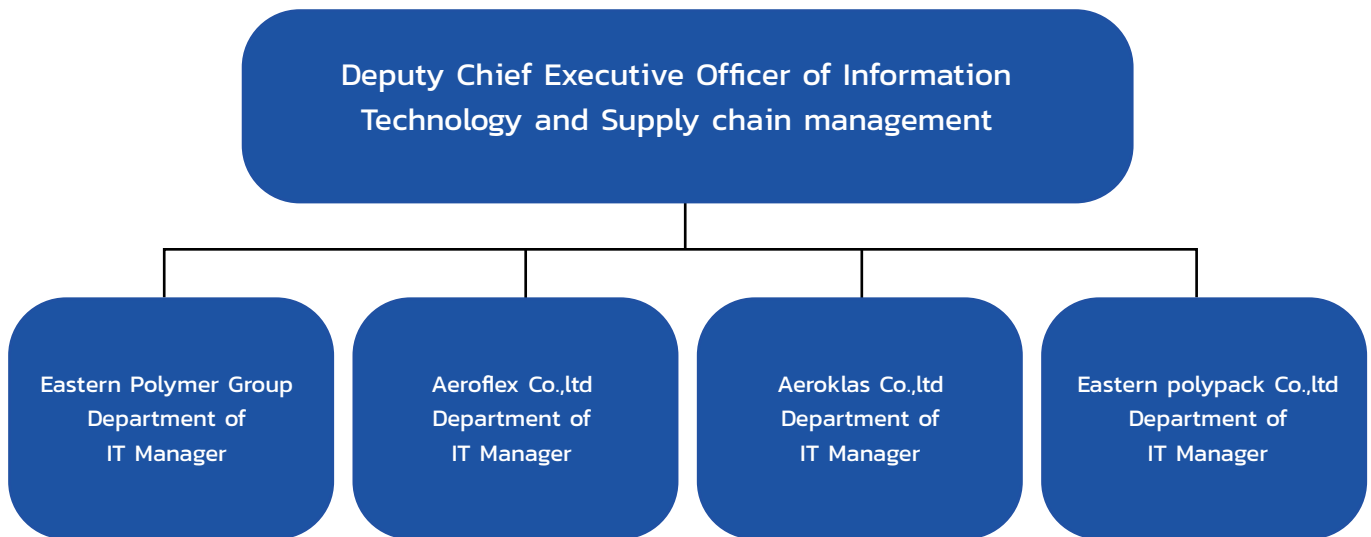 Deputy Chief Executive Officer of Information
Technology and Supply chain management
Eastern Polymer Group
Department of
IT Manager
Aeroflex Co.,ltd
Department of
IT Manager
Aeroklas Co.,ltd
Department of
IT Manager
Eastern polypack Co.,ltd
Department of
IT Manager